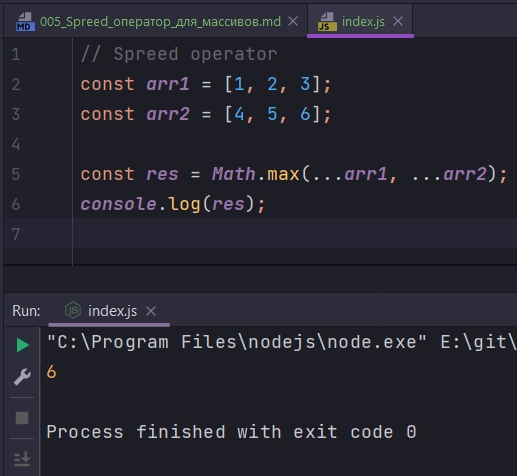 005_Spreed_оператор_для_массивов.md
index.js
MD
JS
1 // Spreed operator
2 const arr1 = [1, 2, 3];
3 const arr2 = [4, 5, 6];
4
5 const res = Math.max(...arr1, ...arr2);
6 console.log(res);
7
Run: index.js
"C:\Program Files\nodejs\node.exe" E:\git\
6
Process finished with exit code 0